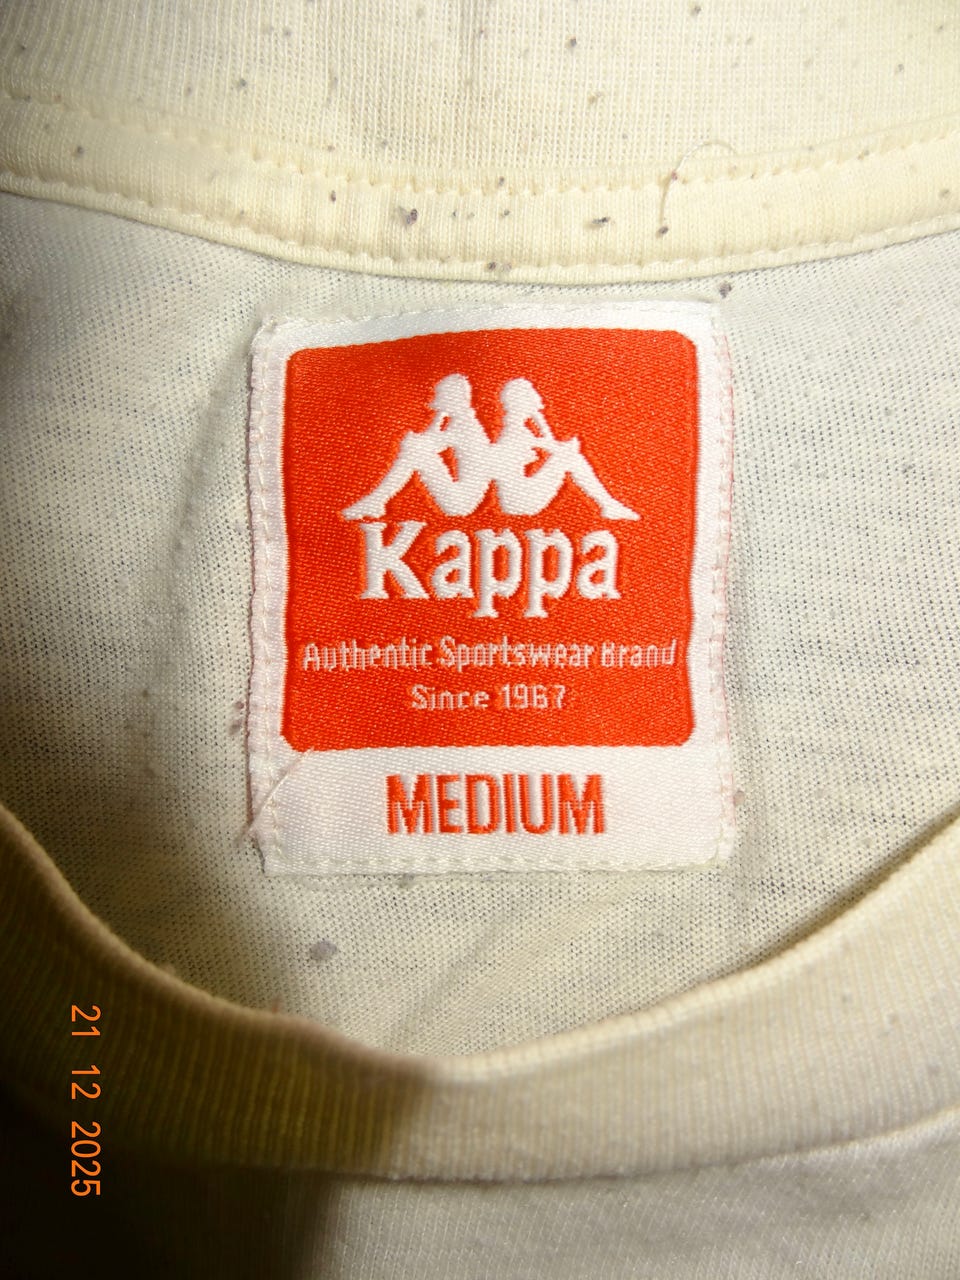 Kappa
Authentic Sportswear Brand
Since 1967
MEDIUM
21 12 2025